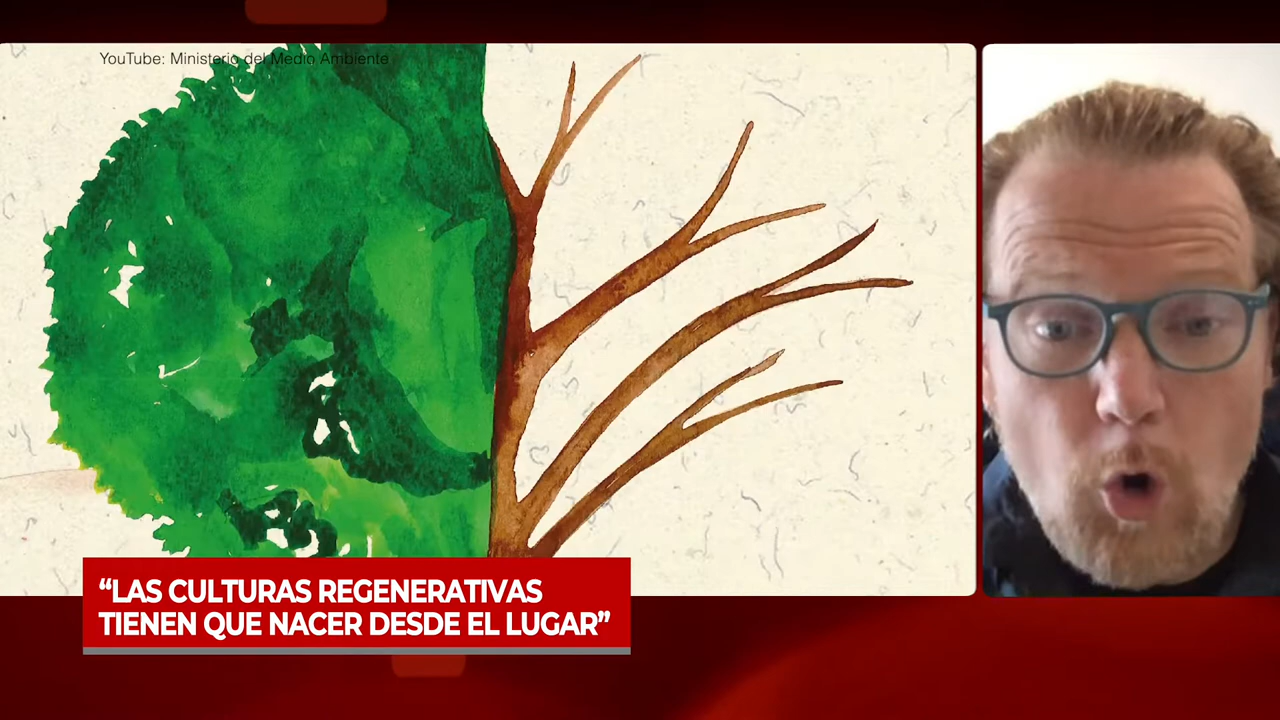 YouTube: Ministerio del Medio Ambiente
“LAS CULTURAS REGENERATIVAS
TIENEN QUE NACER DESDE EL LUGAR”